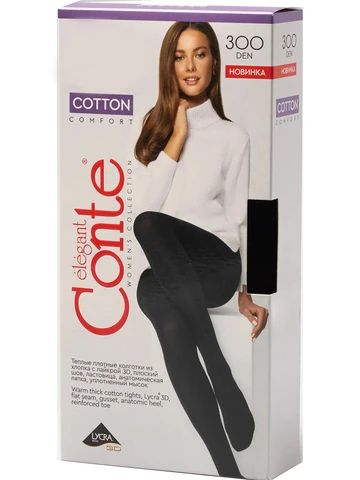 300
DEN
НОВИНКА
300
DEN
НОВИНКА
COTTON
COMFORT
COTTON
COMFORT
élégant
Conte®
WOMEN'S COLLECTION
Теплые плотные колготки из
хлопка с лайкрой 3D, плоский
шов, ластовица, анатомическая
пятка, уплотненный мысок
Warm thick cotton tights, Lycra® 3D,
flat seam, gusset, anatomic heel,
reinforced toe
LYCRA
3D